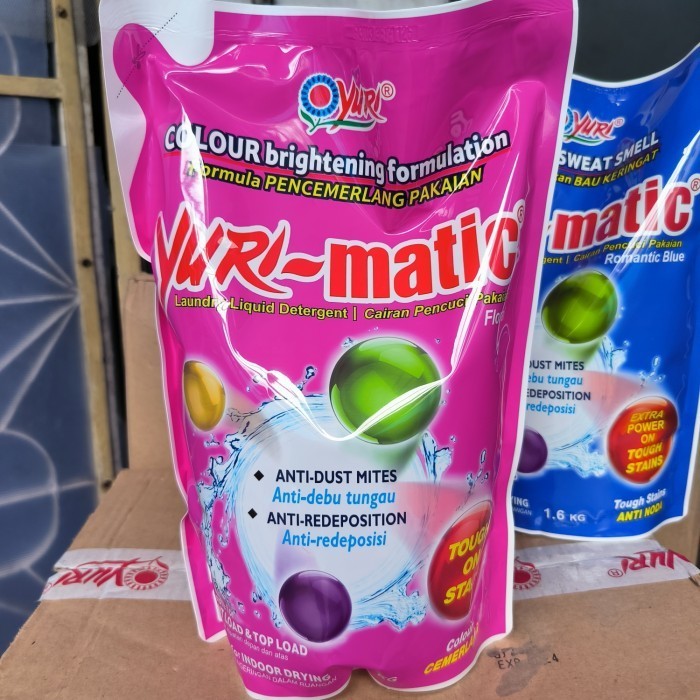 YURI®
COLOUR brightening formulation
Formula PENCEMERLANG PAKAIAN
YURI-matic®
Laundry Liquid Detergent | Cairan Pencuci Pakaian
ANTI-DUST MITES
Anti-debu tungau
ANTI-REDEPOSITION
Anti-redeposisi
TOUGH
ON
LOAD & TOP LOAD
INDOOR DRYING
YURI®
SWEAT SMELL
BAU KERINGAT
matic®
Cairan Pencuci Pakaian
Romantic Blue
DUST MITES
debu tungau
EXTRA
POWER
ON
TOUGH
STAINS
1.6 KG
Tough Stains
ANTI NODA
YURI®
YURI®